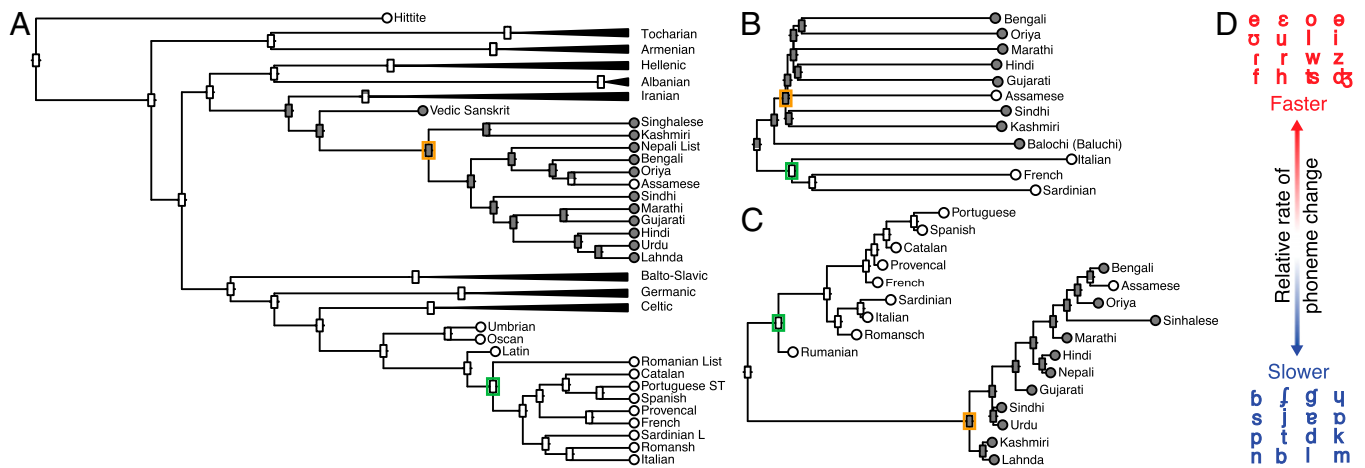 A
Hittite
Tocharian
Armenian
Hellenic
Albanian
Iranian
Vedic Sanskrit
Singhalese
Kashmiri
Nepali List
Bengali
Oriya
Assamese
Sindhi
Marathi
Gujarati
Hindi
Urdu
Lahnda
Balto-Slavic
Germanic
Celtic
Umbrian
Oscan
Latin
Romanian List
Catalan
Portuguese ST
Spanish
Provencal
French
Sardinian L
Romansh
Italian
B
Bengali
Oriya
Marathi
Hindi
Gujarati
Assamese
Sindhi
Kashmiri
Balochi (Baluchi)
Italian
French
Sardinian
C
Portuguese
Spanish
Catalan
Provencal
French
Sardinian
Italian
Romansch
Rumanian
Bengali
Assamese
Oriya
Sinhalese
Marathi
Hindi
Nepali
Gujarati
Sindhi
Urdu
Kashmiri
Lahnda
D
o
u i
r w z
f h ʦ ʤ
Faster
Relative rate of
phoneme change
Slower
s j ɐ ɒ
p t d k
n b l m